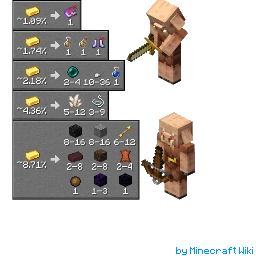 ~1.09% 1
~1.74% 1 1 1
~2.18% 2-4 10-36 1
~4.36% 5-12 3-9
8-16 8-16 6-12
~8.71% 2-8 2-8 2-4
1 1-3 1
by Minecraft Wiki